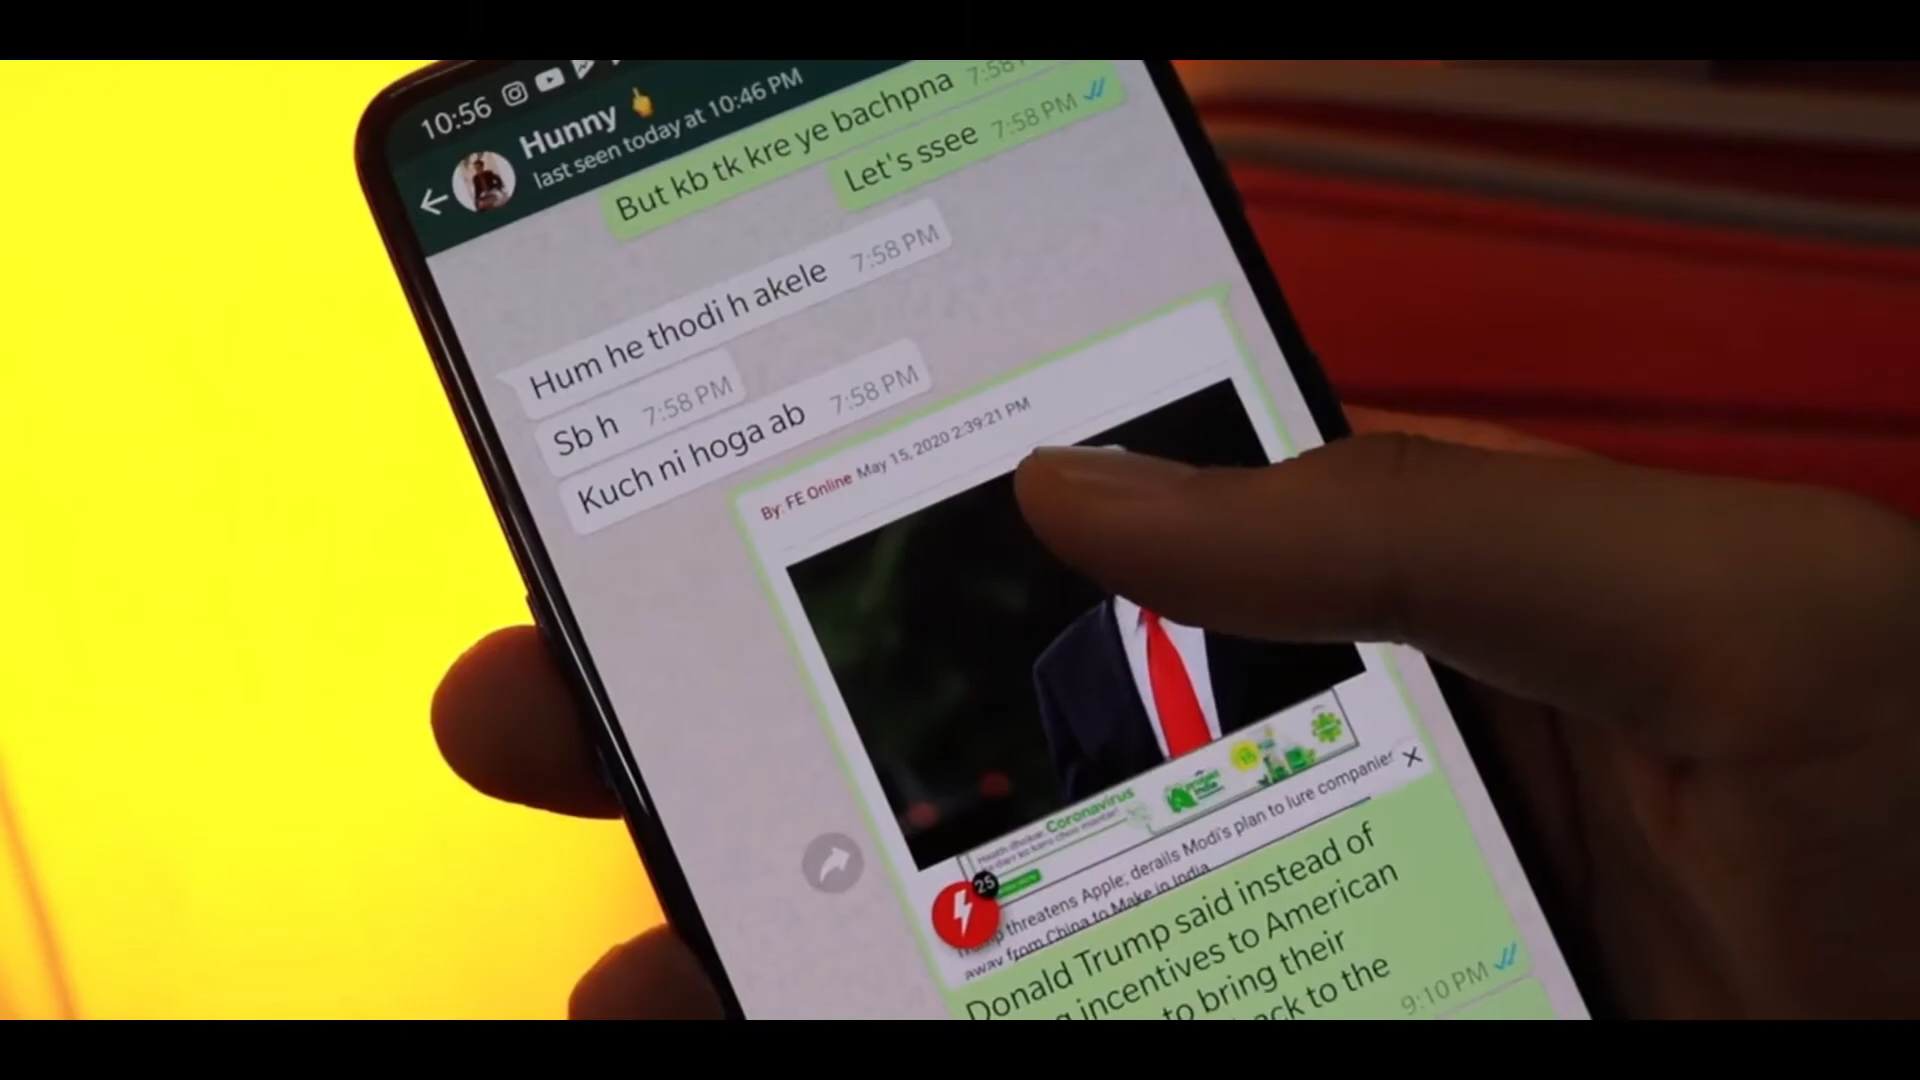 10:56
Hunny
last seen today at 10:46 PM
But kb tk kre ye bachpna 7:58
Let's ssee 7:58 PM
Hum he thodi h akele 7:58 PM
Sb h 7:58 PM
Kuch ni hoga ab 7:58 PM
By: FE Online May 15, 2020 2:39:21 PM
Coronavirus
25
threatens Apple; derails Modi's plan to lure companies
away from China to Make in India
Donald Trump said instead of
incentives to American
to bring their
back to the
9:10 PM